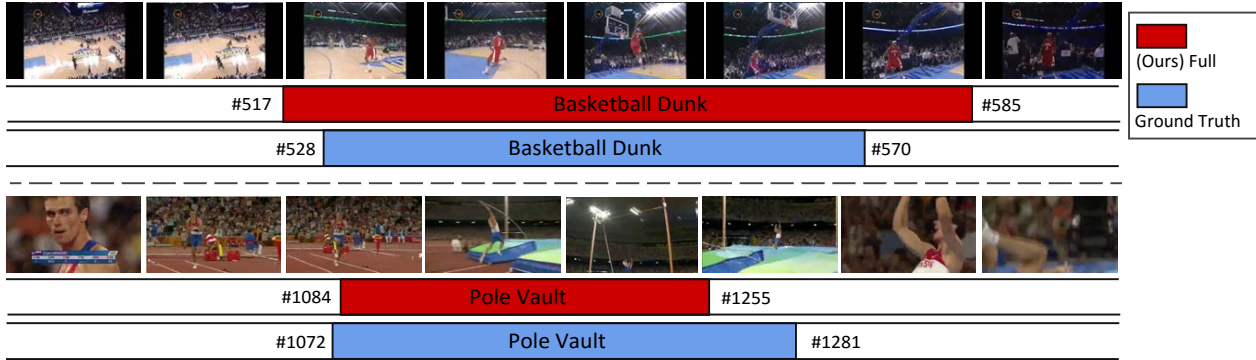 (Ours) Full
Ground Truth
#517 Basketball Dunk #585
#528 Basketball Dunk #570
#1084 Pole Vault #1255
#1072 Pole Vault #1281